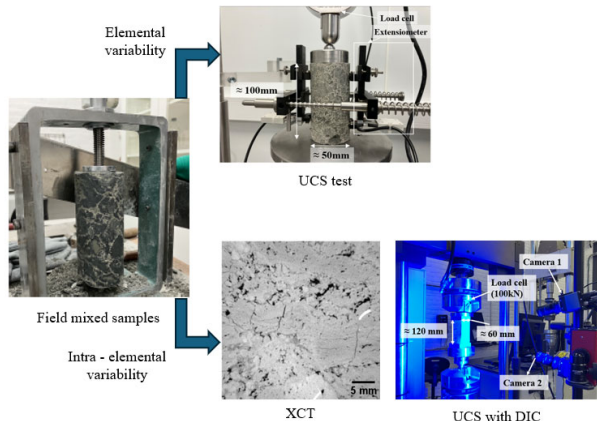 Elemental
variability
Load cell
Extensiometer
≈ 100mm
≈ 50mm
UCS test
Field mixed samples
Intra - elemental
variability
5 mm
XCT
Camera 1
Load cell
(100kN)
≈ 120 mm
≈ 60 mm
Camera 2
UCS with DIC